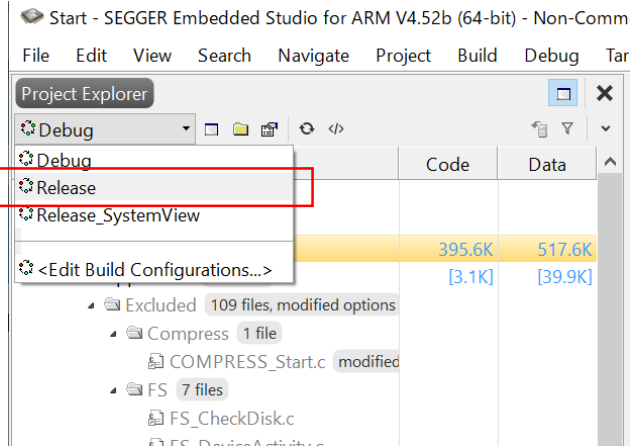 Start - SEGGER Embedded Studio for ARM V4.52b (64-bit) - Non-Comm
File Edit View Search Navigate Project Build Debug Tar
Project Explorer
Debug
Debug
Code Data
Release
Release_SystemView
395.6K 517.6K
<Edit Build Configurations...>
[3.1K] [39.9K]
Excluded 109 files, modified options
Compress 1 file
COMPRESS_Start.c modified
FS 7 files
FS_CheckDisk.c
FS_DeviceActivity.c